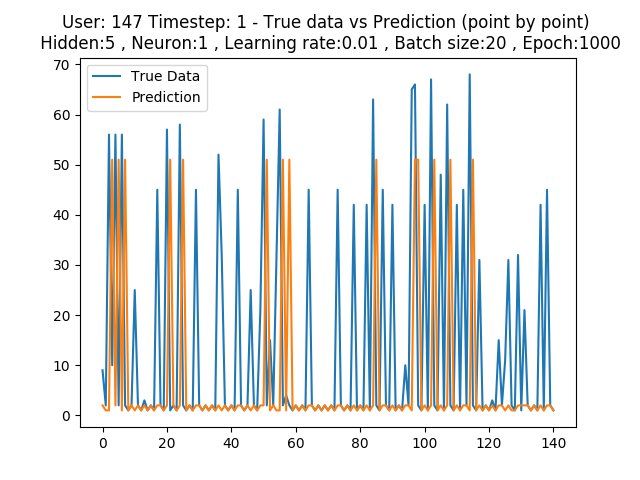 User: 147 Timestep: 1 - True data vs Prediction (point by point)
Hidden:5 , Neuron:1 , Learning rate:0.01 , Batch size:20 , Epoch:1000
True Data
Prediction
70
60
50
40
30
20
10
0
0 20 40 60 80 100 120 140